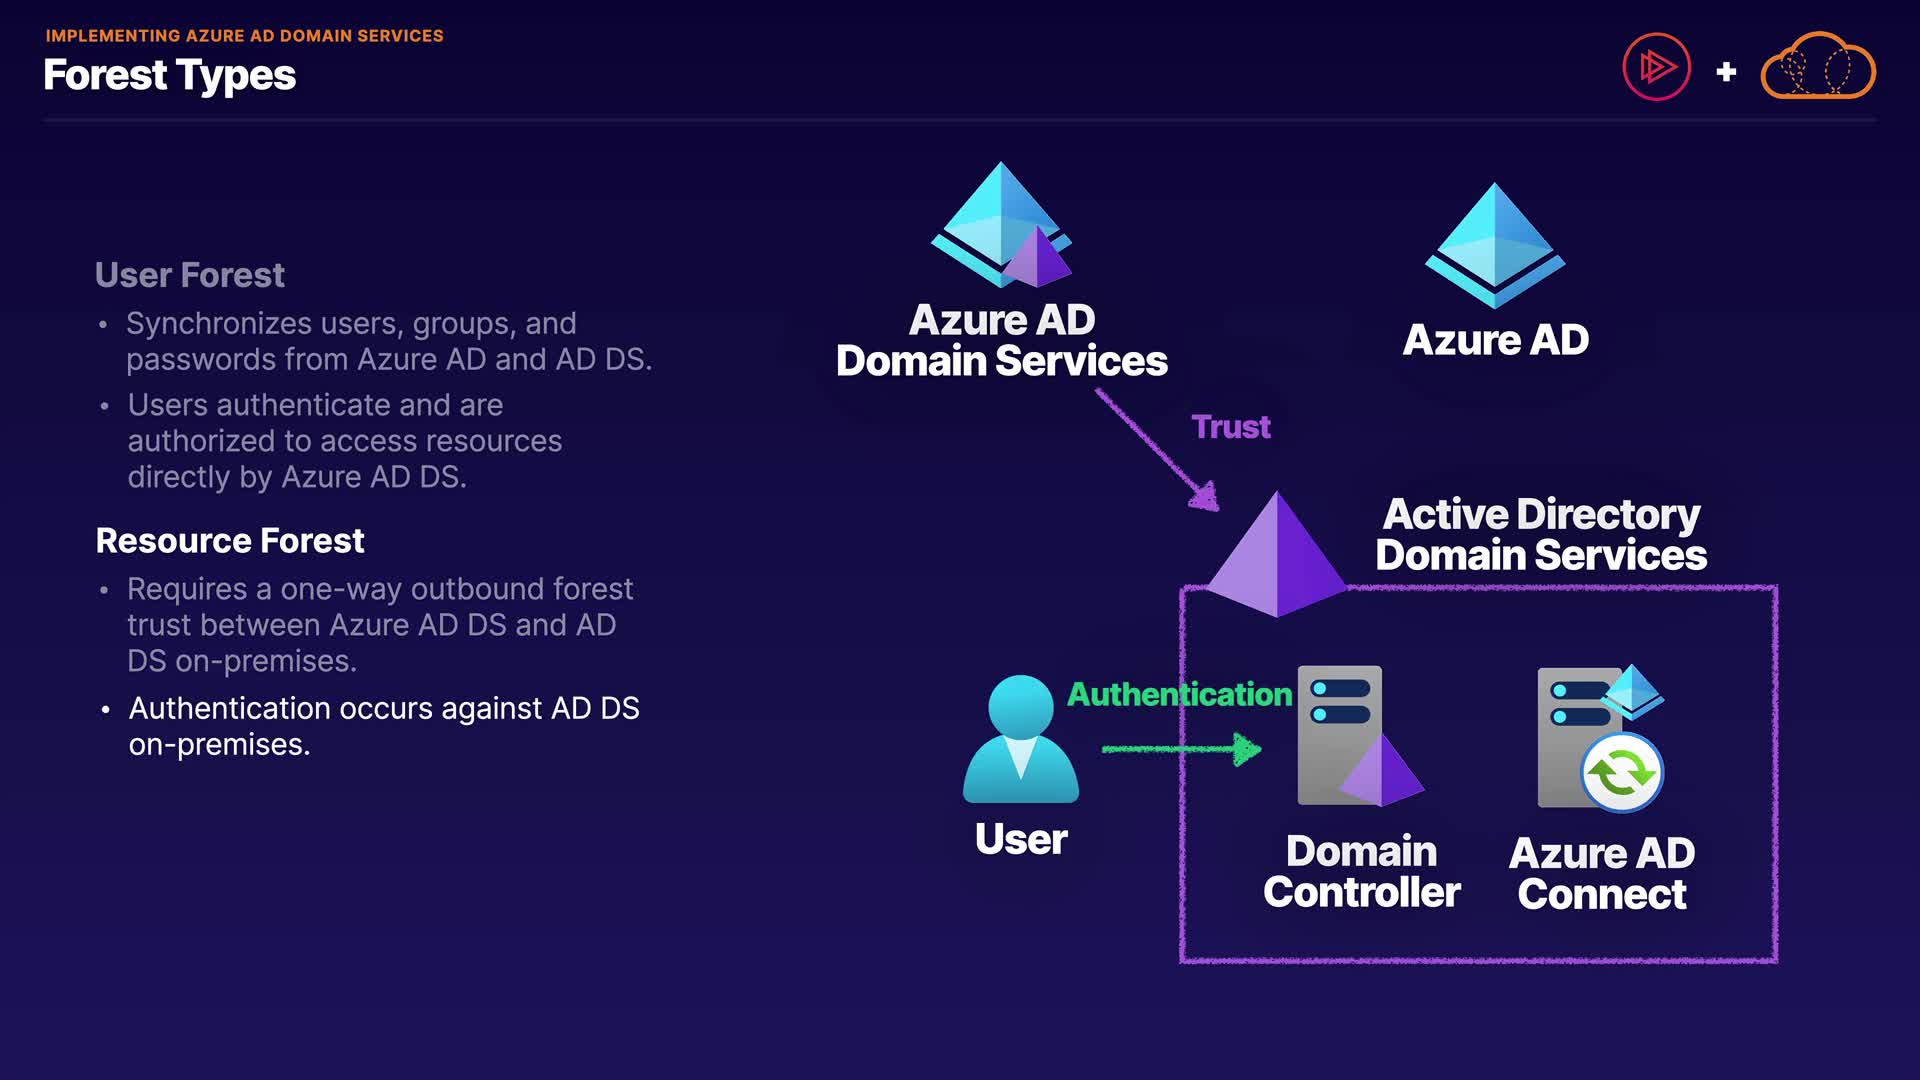 IMPLEMENTING AZURE AD DOMAIN SERVICES
Forest Types
User Forest
• Synchronizes users, groups, and
passwords from Azure AD and AD DS.
• Users authenticate and are
authorized to access resources
directly by Azure AD DS.
Resource Forest
• Requires a one-way outbound forest
trust between Azure AD DS and AD
DS on-premises.
• Authentication occurs against AD DS
on-premises.
Azure AD
Domain Services
Azure AD
Trust
Active Directory
Domain Services
Authentication
User
Domain
Controller
Azure AD
Connect